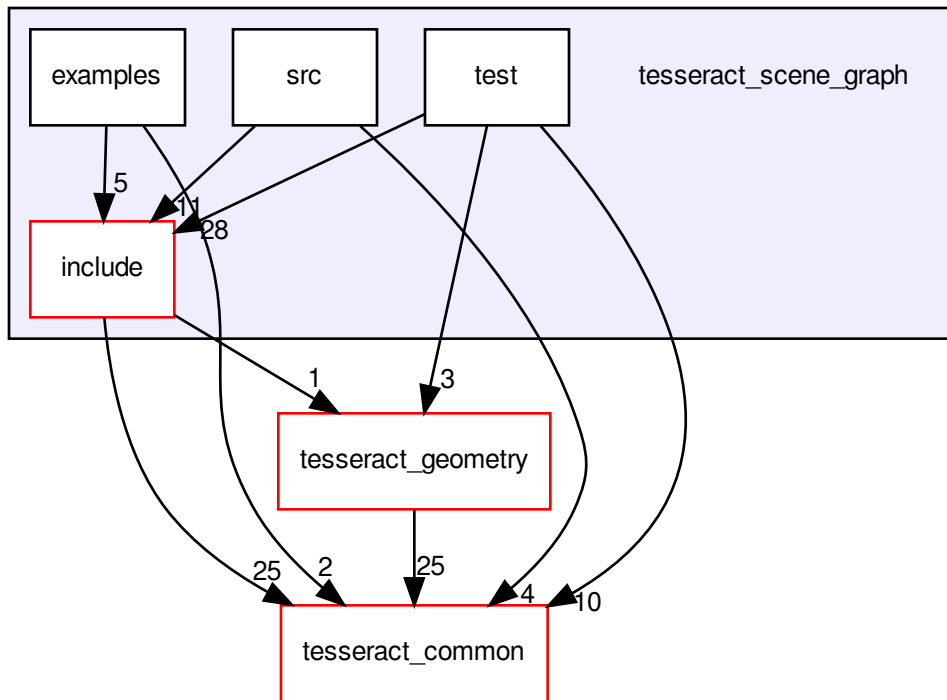 examples
src
test
tesseract_scene_graph
5
11
28
include
1
3
tesseract_geometry
25
2
25
4
10
tesseract_common